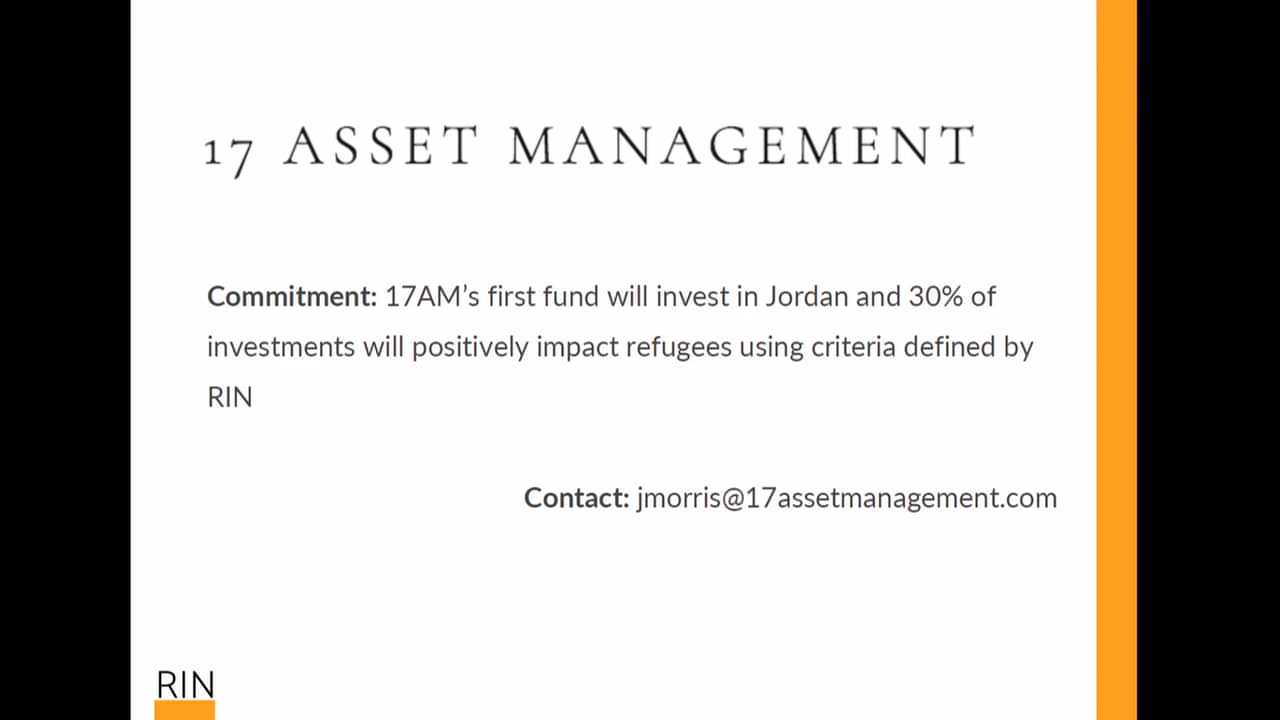 17 ASSET MANAGEMENT
Commitment: 17AM’s first fund will invest in Jordan and 30% of
investments will positively impact refugees using criteria defined by
RIN
Contact: jmorris@17assetmanagement.com
RIN